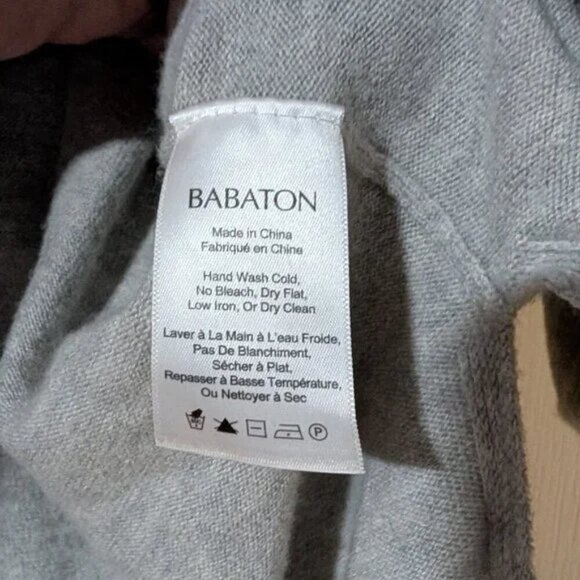 BABATON
Made in China
Fabriqué en Chine
Hand Wash Cold,
No Bleach, Dry Flat,
Low Iron, Or Dry Clean
Laver à La Main à L'eau Froide,
Pas De Blanchiment,
Sécher à Plat,
Repasser à Basse Température,
Ou Nettoyer à Sec
P